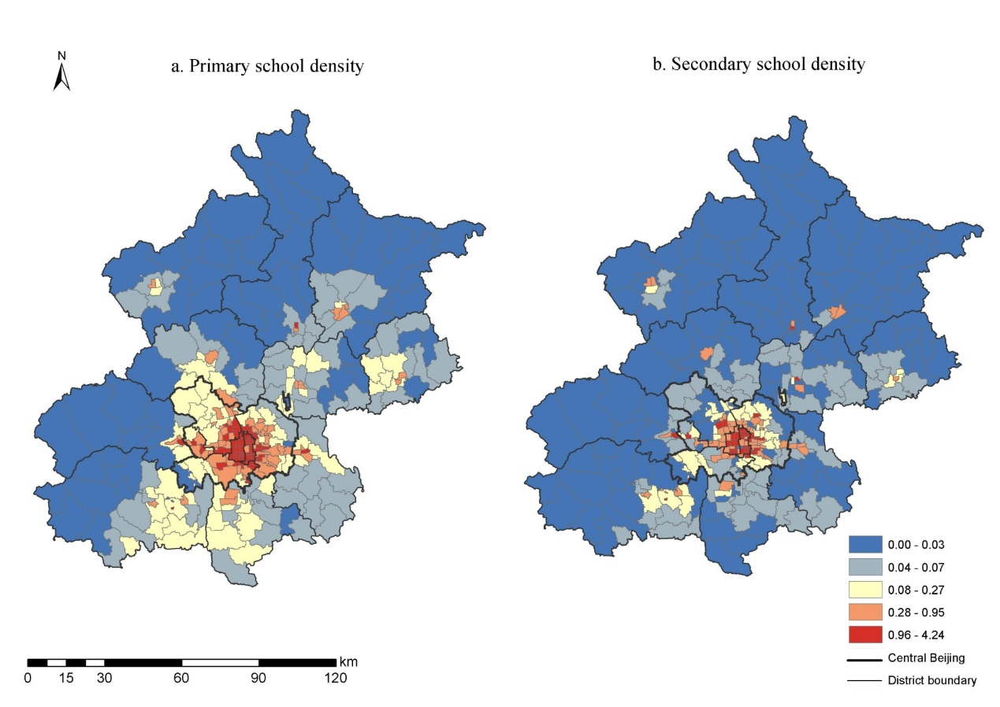 N
a. Primary school density
b. Secondary school density
0.00 - 0.03
0.04 - 0.07
0.08 - 0.27
0.28 - 0.95
0.96 - 4.24
Central Beijing
District boundary
km
0 15 30 60 90 120